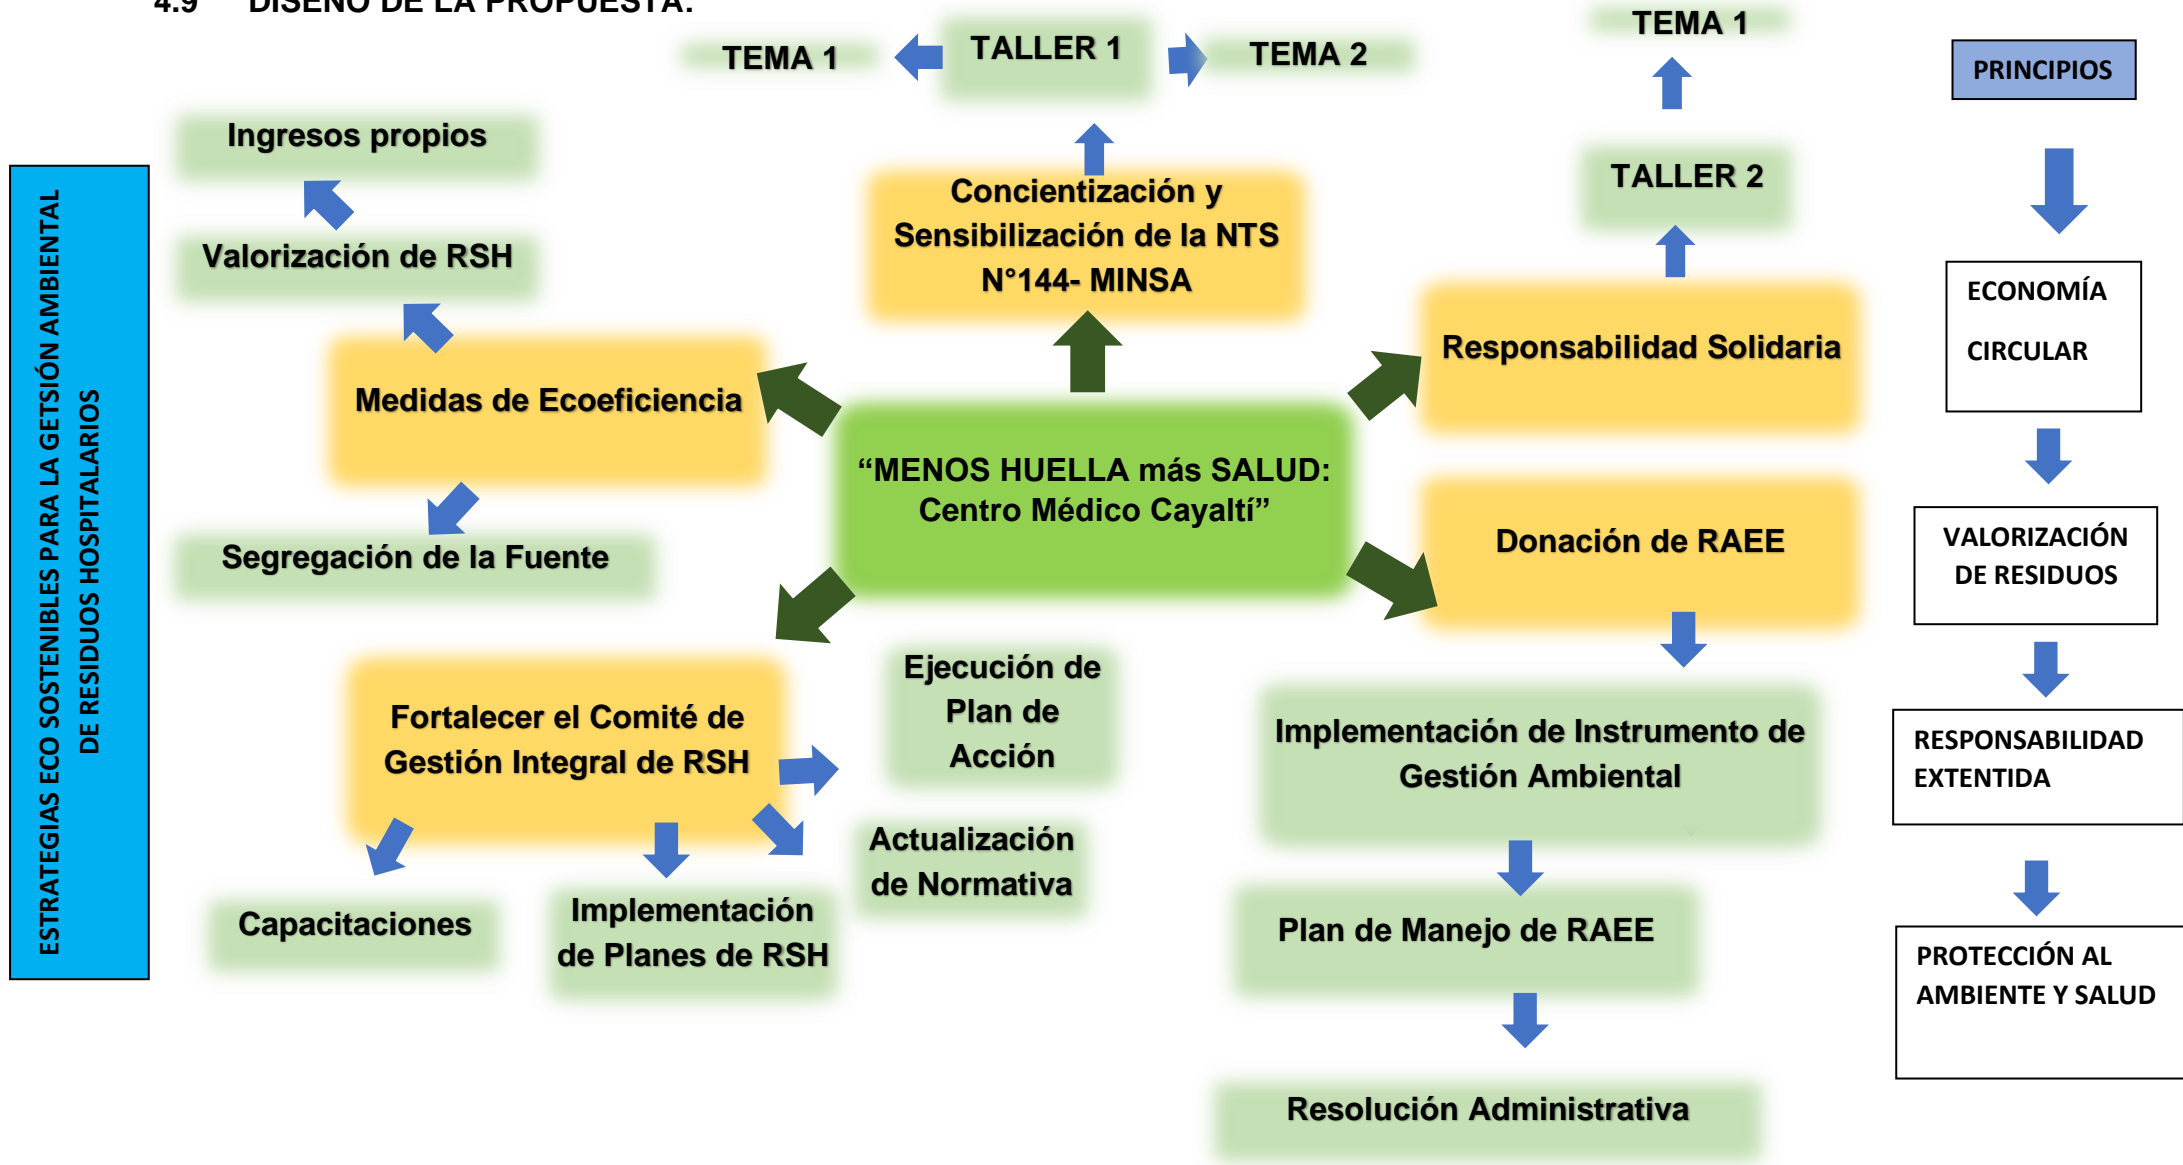 4.9 DISEÑO DE LA PROPUESTA:
ESTRATEGIAS ECO SOSTENIBLES PARA LA GETSIÓN AMBIENTAL
DE RESIDUOS HOSPITALARIOS
TEMA 1
TALLER 1
TEMA 2
Concientización y
Sensibilización de la NTS
N°144- MINSA
Ingresos propios
Valorización de RSH
Medidas de Ecoeficiencia
Segregación de la Fuente
“MENOS HUELLA más SALUD:
Centro Médico Cayaltí”
TEMA 1
TALLER 2
Responsabilidad Solidaria
Donación de RAEE
Implementación de Instrumento de
Gestión Ambiental
Plan de Manejo de RAEE
Resolución Administrativa
Fortalecer el Comité de
Gestión Integral de RSH
Ejecución de
Plan de
Acción
Actualización
de Normativa
Implementación
de Planes de RSH
Capacitaciones
PRINCIPIOS
ECONOMÍA
CIRCULAR
VALORIZACIÓN
DE RESIDUOS
RESPONSABILIDAD
EXTENTIDA
PROTECCIÓN AL
AMBIENTE Y SALUD